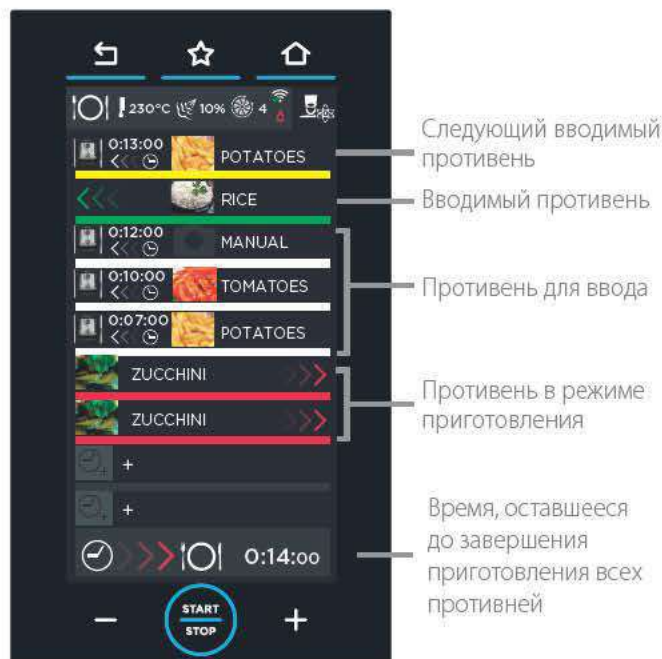 230°C 10% 4
0:13:00 POTATOES
RICE
0:12:00 MANUAL
0:10:00 TOMATOES
0:07:00 POTATOES
ZUCCHINI
ZUCCHINI
+
+
0:14:00
START
STOP
Следующий вводимый
противень
Вводимый противень
Противень для ввода
Противень в режиме
приготовления
Время, оставшееся
до завершения
приготовления всех
противней